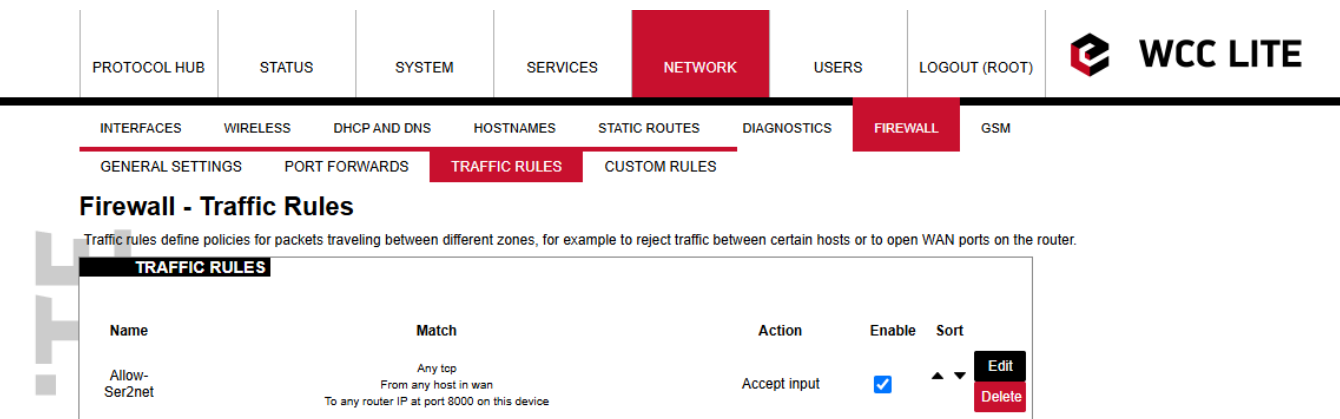 PROTOCOL HUB STATUS SYSTEM SERVICES NETWORK USERS LOGOUT (ROOT) WCC LITE
INTERFACES WIRELESS DHCP AND DNS HOSTNAMES STATIC ROUTES DIAGNOSTICS FIREWALL GSM
GENERAL SETTINGS PORT FORWARDS TRAFFIC RULES CUSTOM RULES
Firewall - Traffic Rules
Traffic rules define policies for packets traveling between different zones, for example to reject traffic between certain hosts or to open WAN ports on the router.
TRAFFIC RULES
Name Match Action Enable Sort
Allow-
Ser2net
Any tcp
From any host in wan
To any router IP at port 8000 on this device
Accept input
Edit
Delete